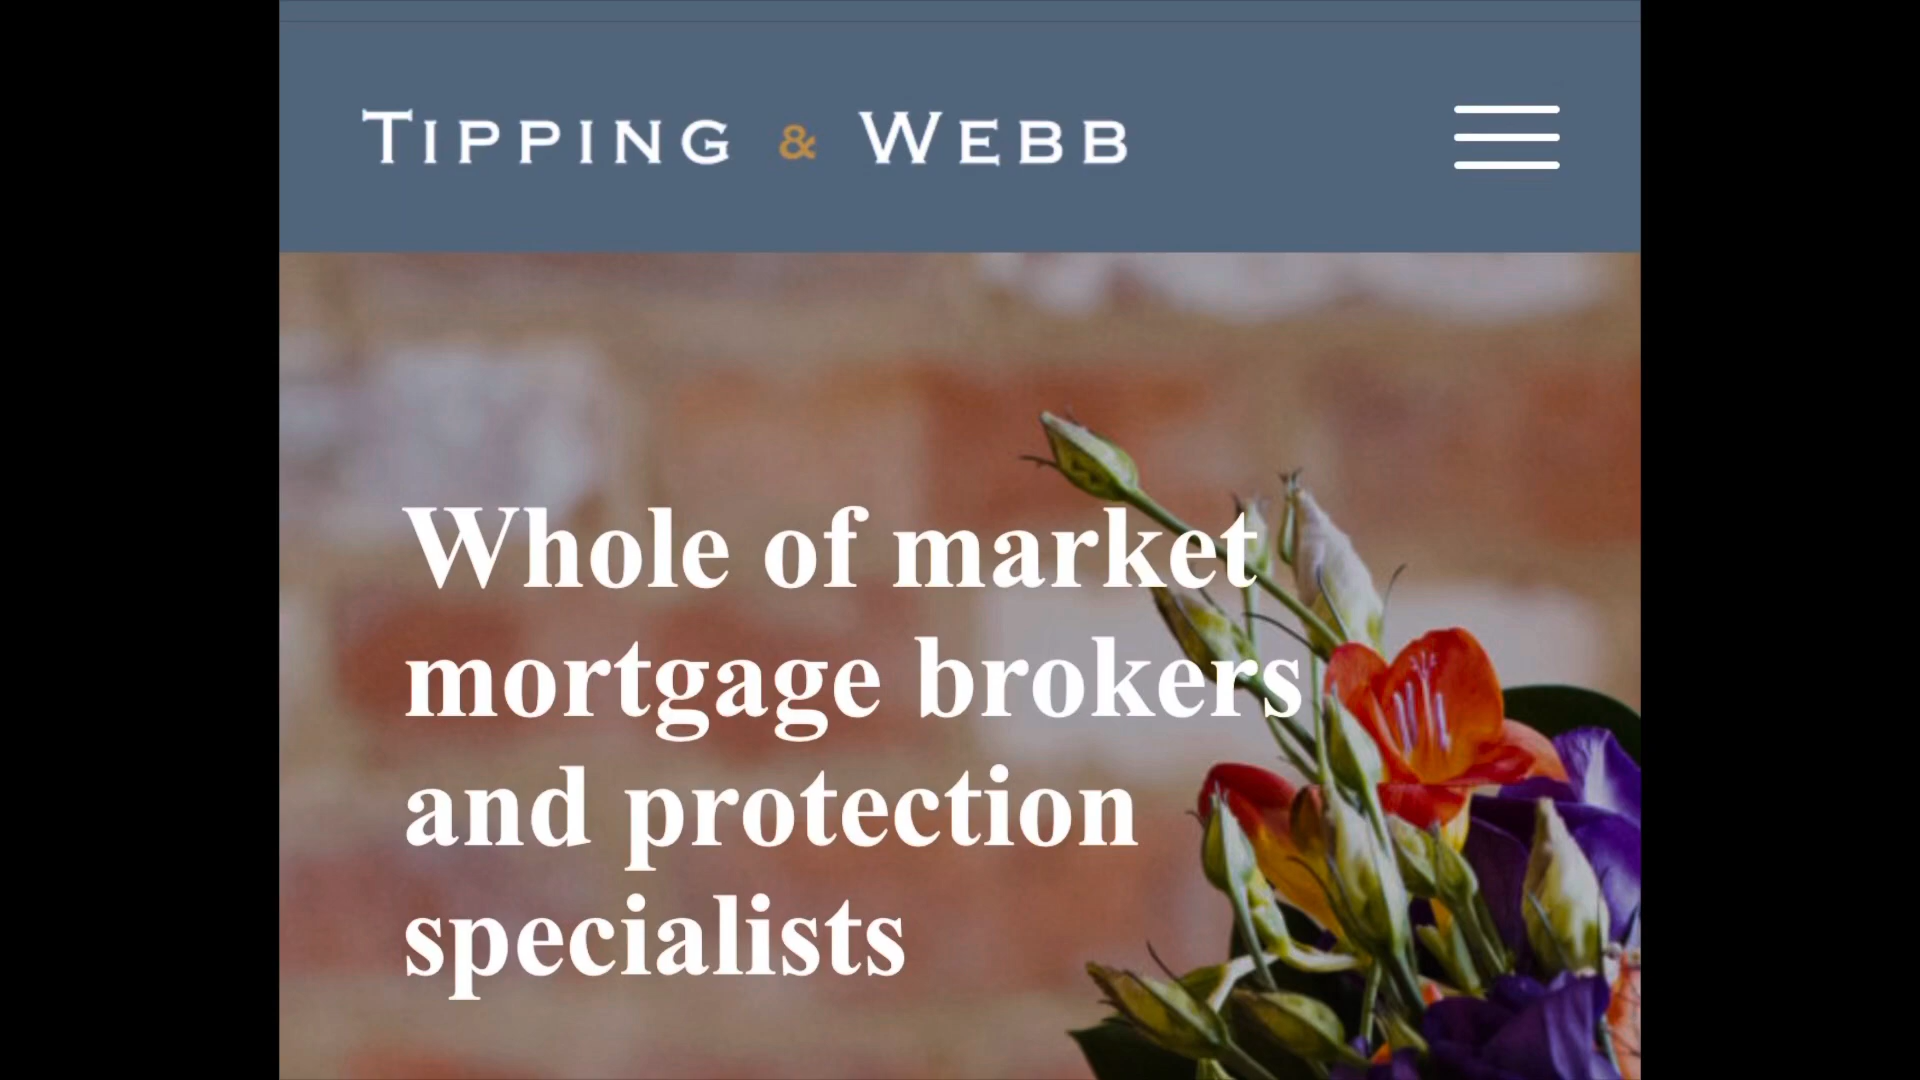 TIPPING & WEBB
Whole of market
mortgage brokers
and protection
specialists